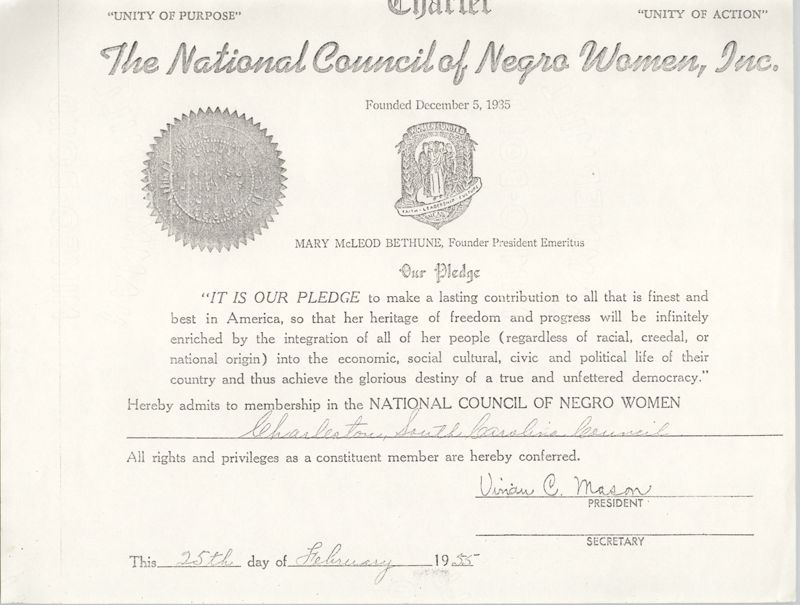 Charter
"UNITY OF PURPOSE" "UNITY OF ACTION"
The National Council of Negro Women, Inc.
Founded December 5, 1935
FAITH - LEADERSHIP - CULTURE
MARY McLEOD BETHUNE, Founder President Emeritus
Our Pledge
"IT IS OUR PLEDGE to make a lasting contribution to all that is finest and
best in America, so that her heritage of freedom and progress will be infinitely
enriched by the integration of all of her people (regardless of racial, creedal, or
national origin) into the economic, social cultural, civic and political life of their
country and thus achieve the glorious destiny of a true and unfettered democracy."
Hereby admits to membership in the NATIONAL COUNCIL OF NEGRO WOMEN
Charleston, South Carolina Council
All rights and privileges as a constituent member are hereby conferred.
Vivian C. Mason
PRESIDENT
SECRETARY
This 25th day of February 1955